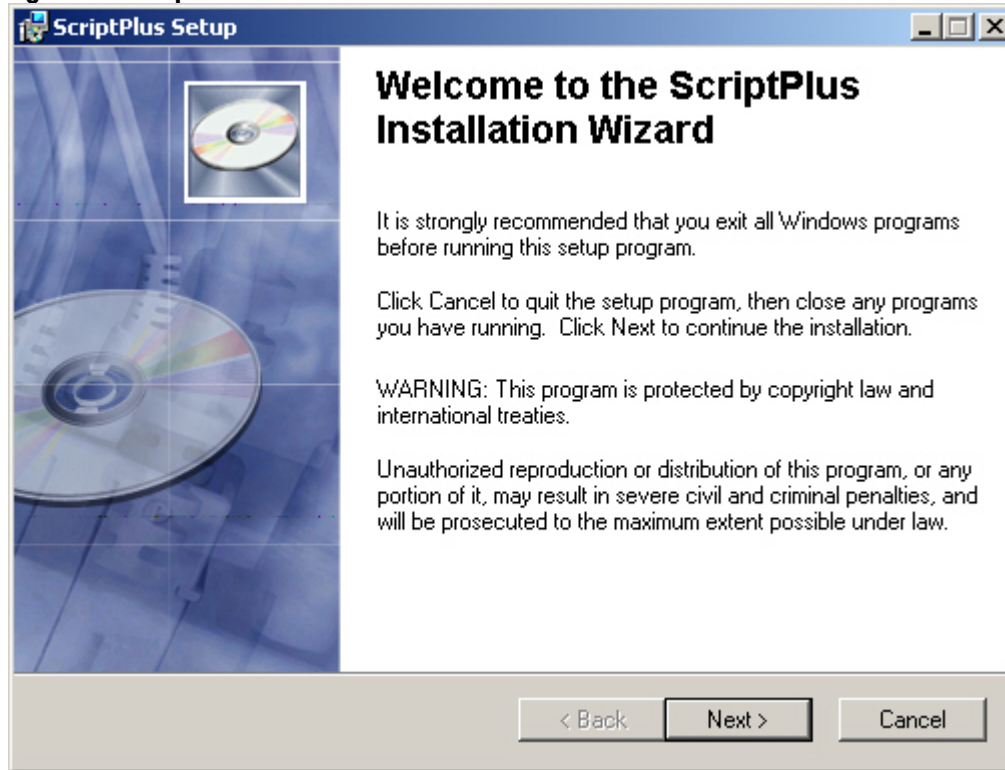 ScriptPlus Setup
Welcome to the ScriptPlus
Installation Wizard
It is strongly recommended that you exit all Windows programs
before running this setup program.
Click Cancel to quit the setup program, then close any programs
you have running.  Click Next to continue the installation.
WARNING: This program is protected by copyright law and
international treaties.
Unauthorized reproduction or distribution of this program, or any
portion of it, may result in severe civil and criminal penalties, and
will be prosecuted to the maximum extent possible under law.
< Back
Next >
Cancel